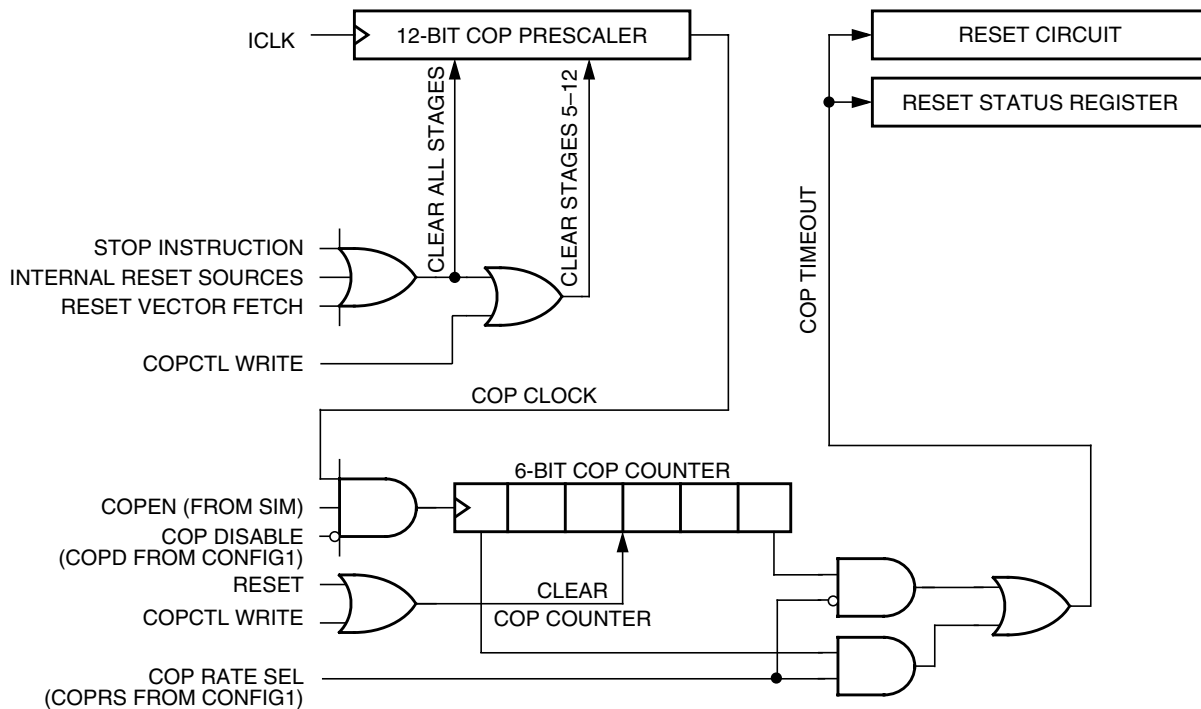 ICLK
12-BIT COP PRESCALER
RESET CIRCUIT
RESET STATUS REGISTER
CLEAR ALL STAGES
CLEAR STAGES 5–12
COP TIMEOUT
STOP INSTRUCTION
INTERNAL RESET SOURCES
RESET VECTOR FETCH
COPCTL WRITE
COP CLOCK
6-BIT COP COUNTER
COPEN (FROM SIM)
COP DISABLE
(COPD FROM CONFIG1)
RESET
COPCTL WRITE
CLEAR
COP COUNTER
COP RATE SEL
(COPRS FROM CONFIG1)